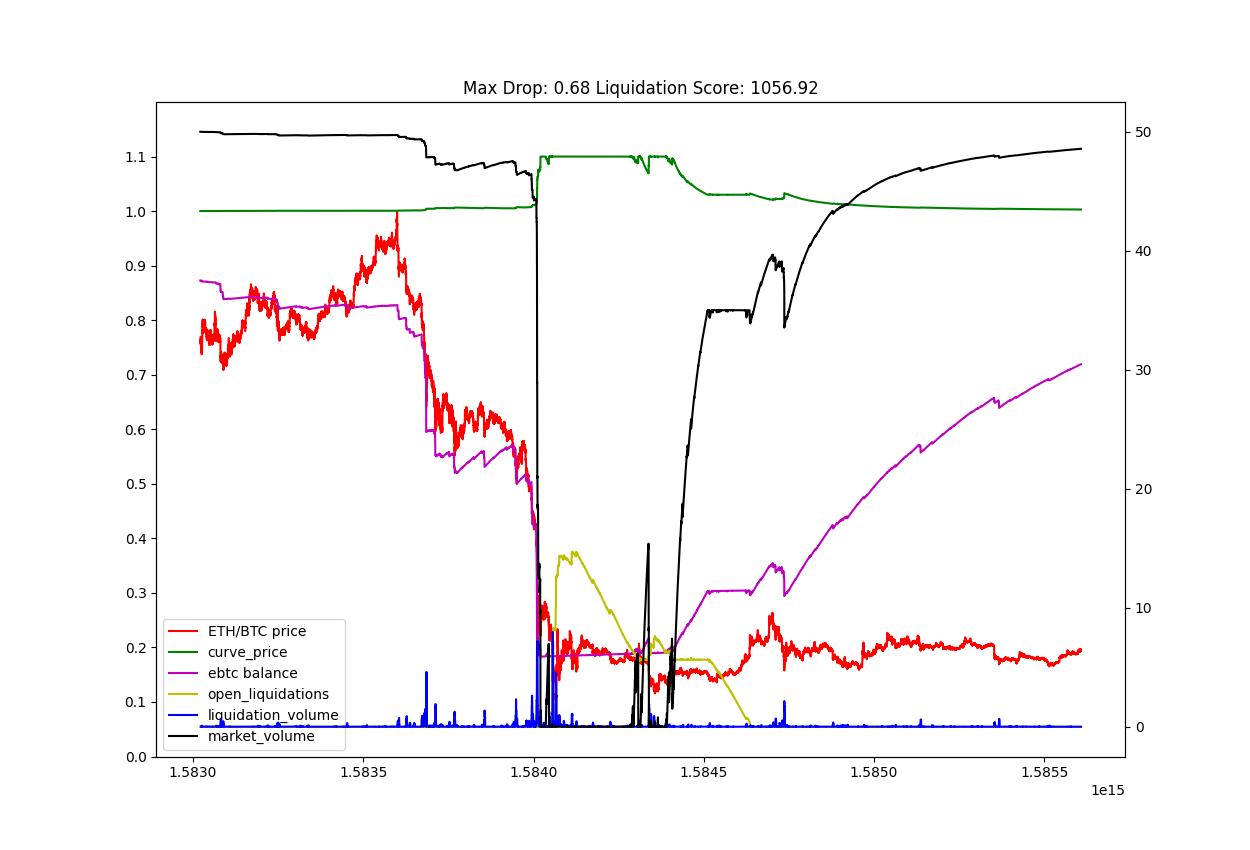 Max Drop: 0.68 Liquidation Score: 1056.92
1.1
1.0
0.9
0.8
0.7
0.6
0.5
0.4
0.3
0.2
0.1
0.0
50
40
30
20
10
0
ETH/BTC price
curve_price
ebtc balance
open_liquidations
liquidation_volume
market_volume
1.5830 1.5835 1.5840 1.5845 1.5850 1.5855
1e15